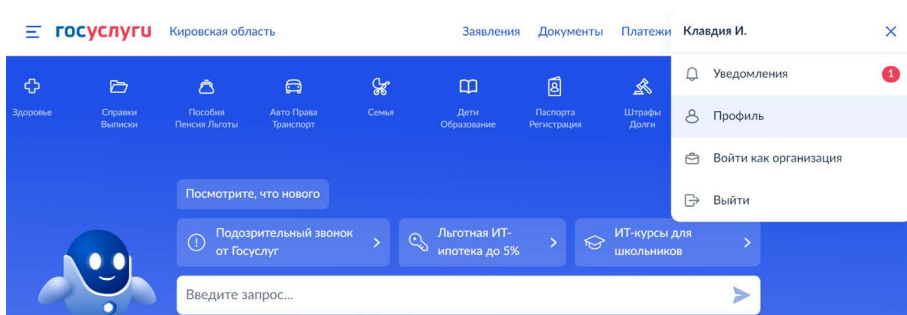 госуслуги Кировская область Заявления Документы Платежи
Клавдия И.
Уведомления 1
Профиль
Войти как организация
Выйти
Здоровье
Справки
Выписки
Пособия
Пенсия Льготы
Авто Права
Транспорт
Семья
Дети
Образование
Паспорта
Регистрация
Штрафы
Долги
Посмотрите, что нового
Подозрительный звонок
от Госуслуг
Льготная ИТ-
ипотека до 5%
ИТ-курсы для
школьников
Введите запрос...